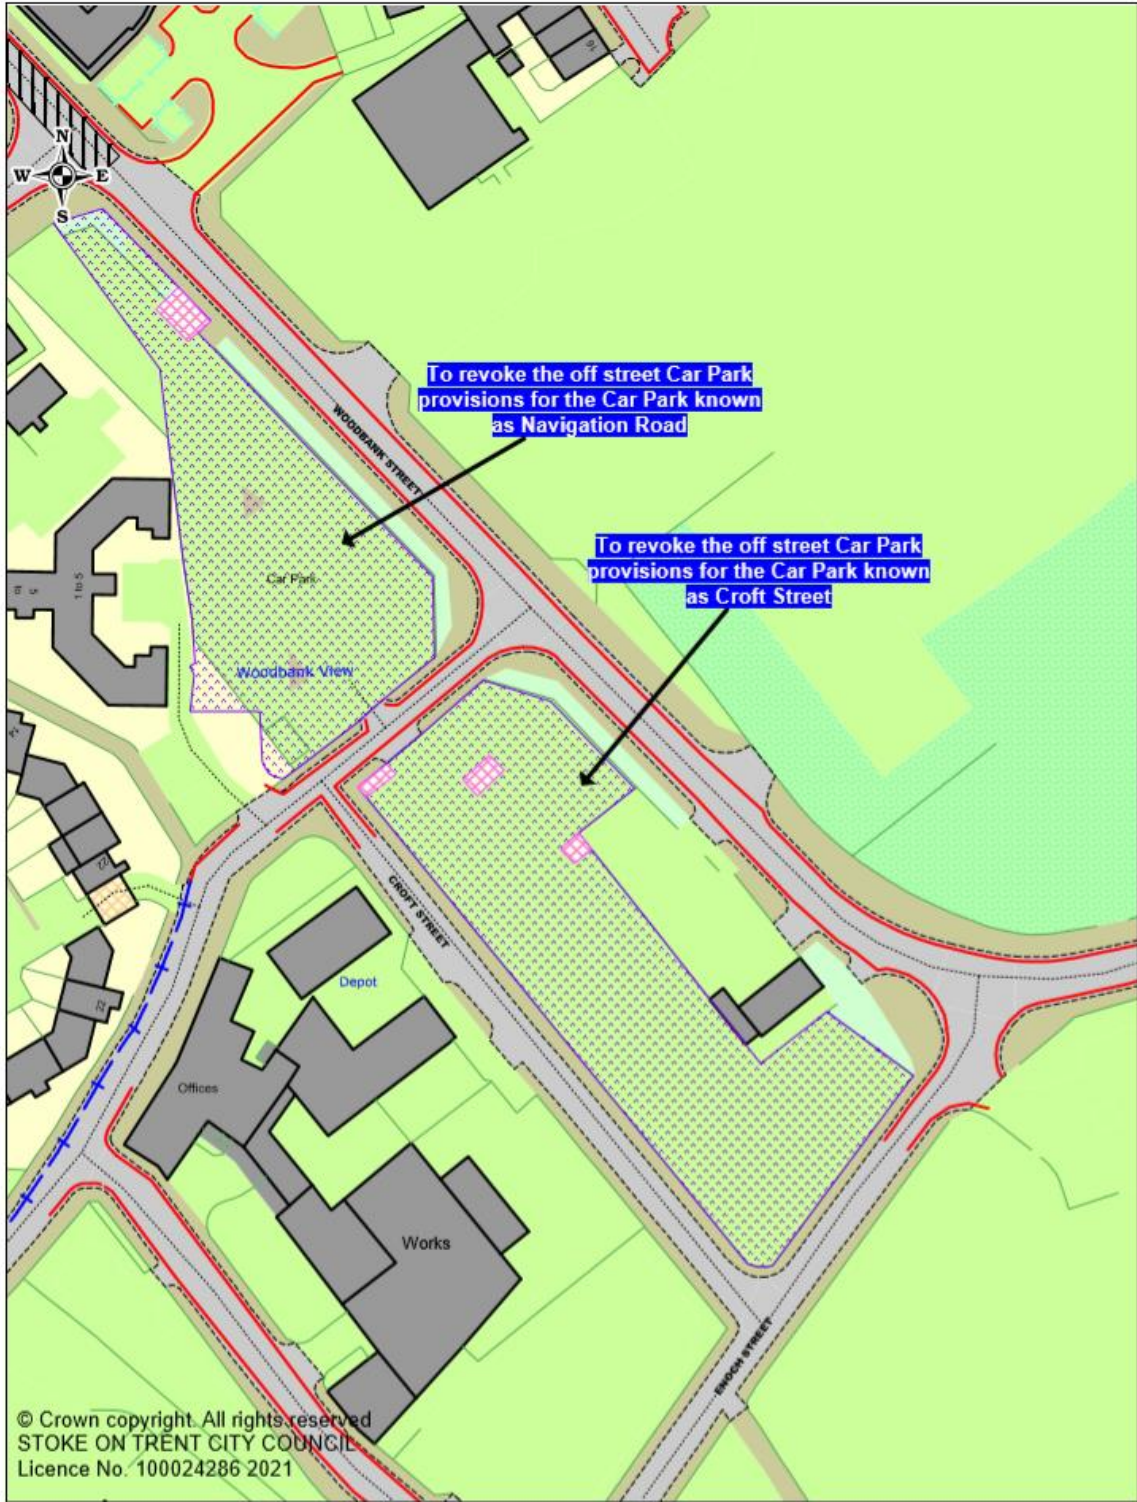 16
N
W E
S
To revoke the off street Car Park
provisions for the Car Park known
as Navigation Road
WOODBANK STREET
To revoke the off street Car Park
provisions for the Car Park known
as Croft Street
Car Park
1 to 5
Woodbank View
22
CROFT STREET
Depot
22
Offices
Works
ENOCH STREET
© Crown copyright. All rights reserved
STOKE ON TRENT CITY COUNCIL
Licence No. 100024286 2021